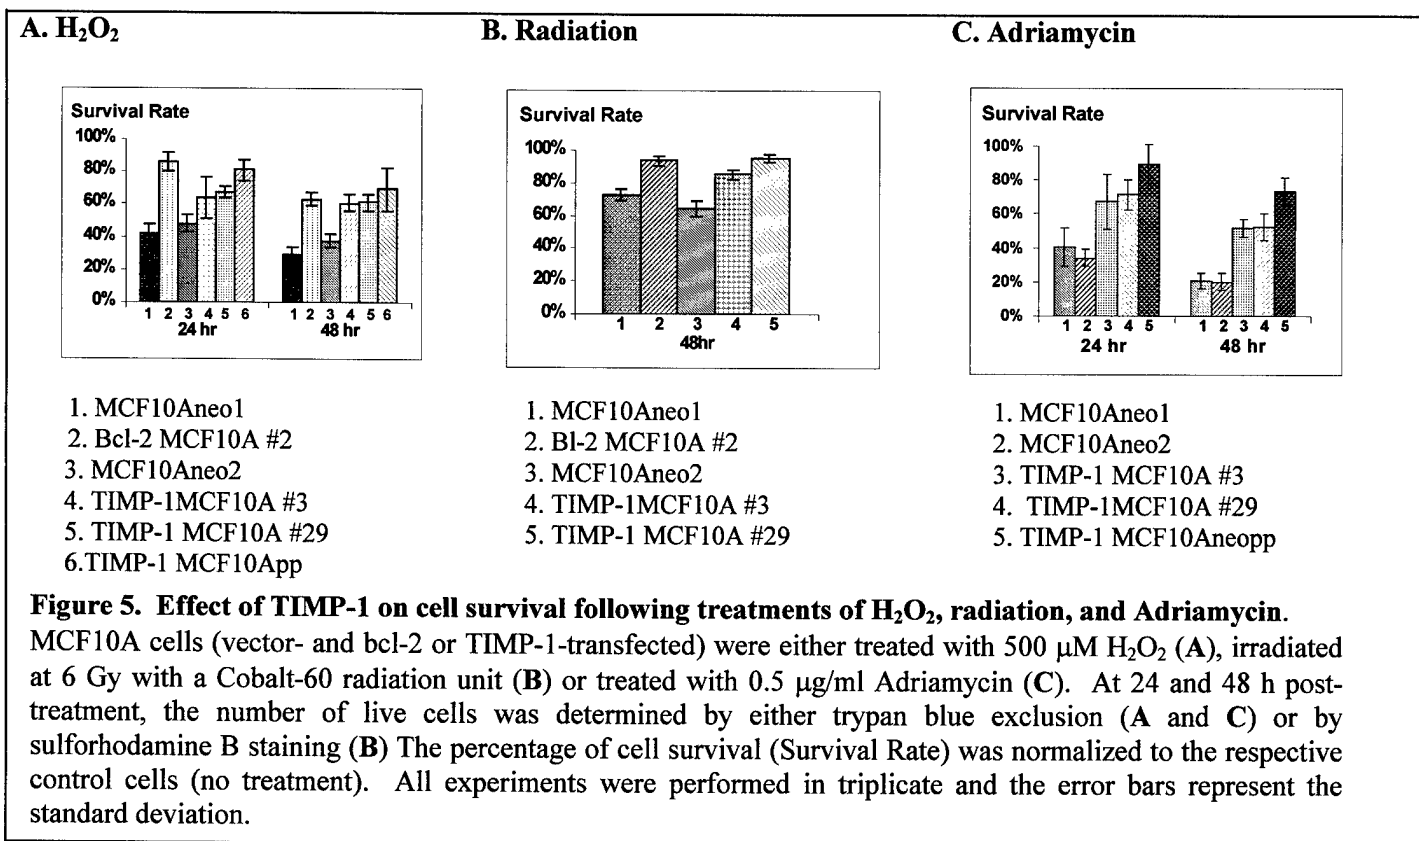 A. H₂O₂
Survival Rate
100%
80%
60%
40%
20%
0%
1 2 3 4 5 6 1 2 3 4 5 6
24 hr 48 hr
1. MCF10Aneo1
2. Bcl-2 MCF10A #2
3. MCF10Aneo2
4. TIMP-1MCF10A #3
5. TIMP-1 MCF10A #29
6.TIMP-1 MCF10App
B. Radiation
Survival Rate
100%
80%
60%
40%
20%
0%
1 2 3 4 5
48hr
1. MCF10Aneo1
2. Bl-2 MCF10A #2
3. MCF10Aneo2
4. TIMP-1MCF10A #3
5. TIMP-1 MCF10A #29
C. Adriamycin
Survival Rate
100%
80%
60%
40%
20%
0%
1 2 3 4 5 1 2 3 4 5
24 hr 48 hr
1. MCF10Aneo1
2. MCF10Aneo2
3. TIMP-1 MCF10A #3
4. TIMP-1MCF10A #29
5. TIMP-1 MCF10Aneopp
Figure 5. Effect of TIMP-1 on cell survival following treatments of H₂O₂, radiation, and Adriamycin.
MCF10A cells (vector- and bcl-2 or TIMP-1-transfected) were either treated with 500 μM H₂O₂ (A), irradiated
at 6 Gy with a Cobalt-60 radiation unit (B) or treated with 0.5 μg/ml Adriamycin (C). At 24 and 48 h post-
treatment, the number of live cells was determined by either trypan blue exclusion (A and C) or by
sulforhodamine B staining (B) The percentage of cell survival (Survival Rate) was normalized to the respective
control cells (no treatment). All experiments were performed in triplicate and the error bars represent the
standard deviation.